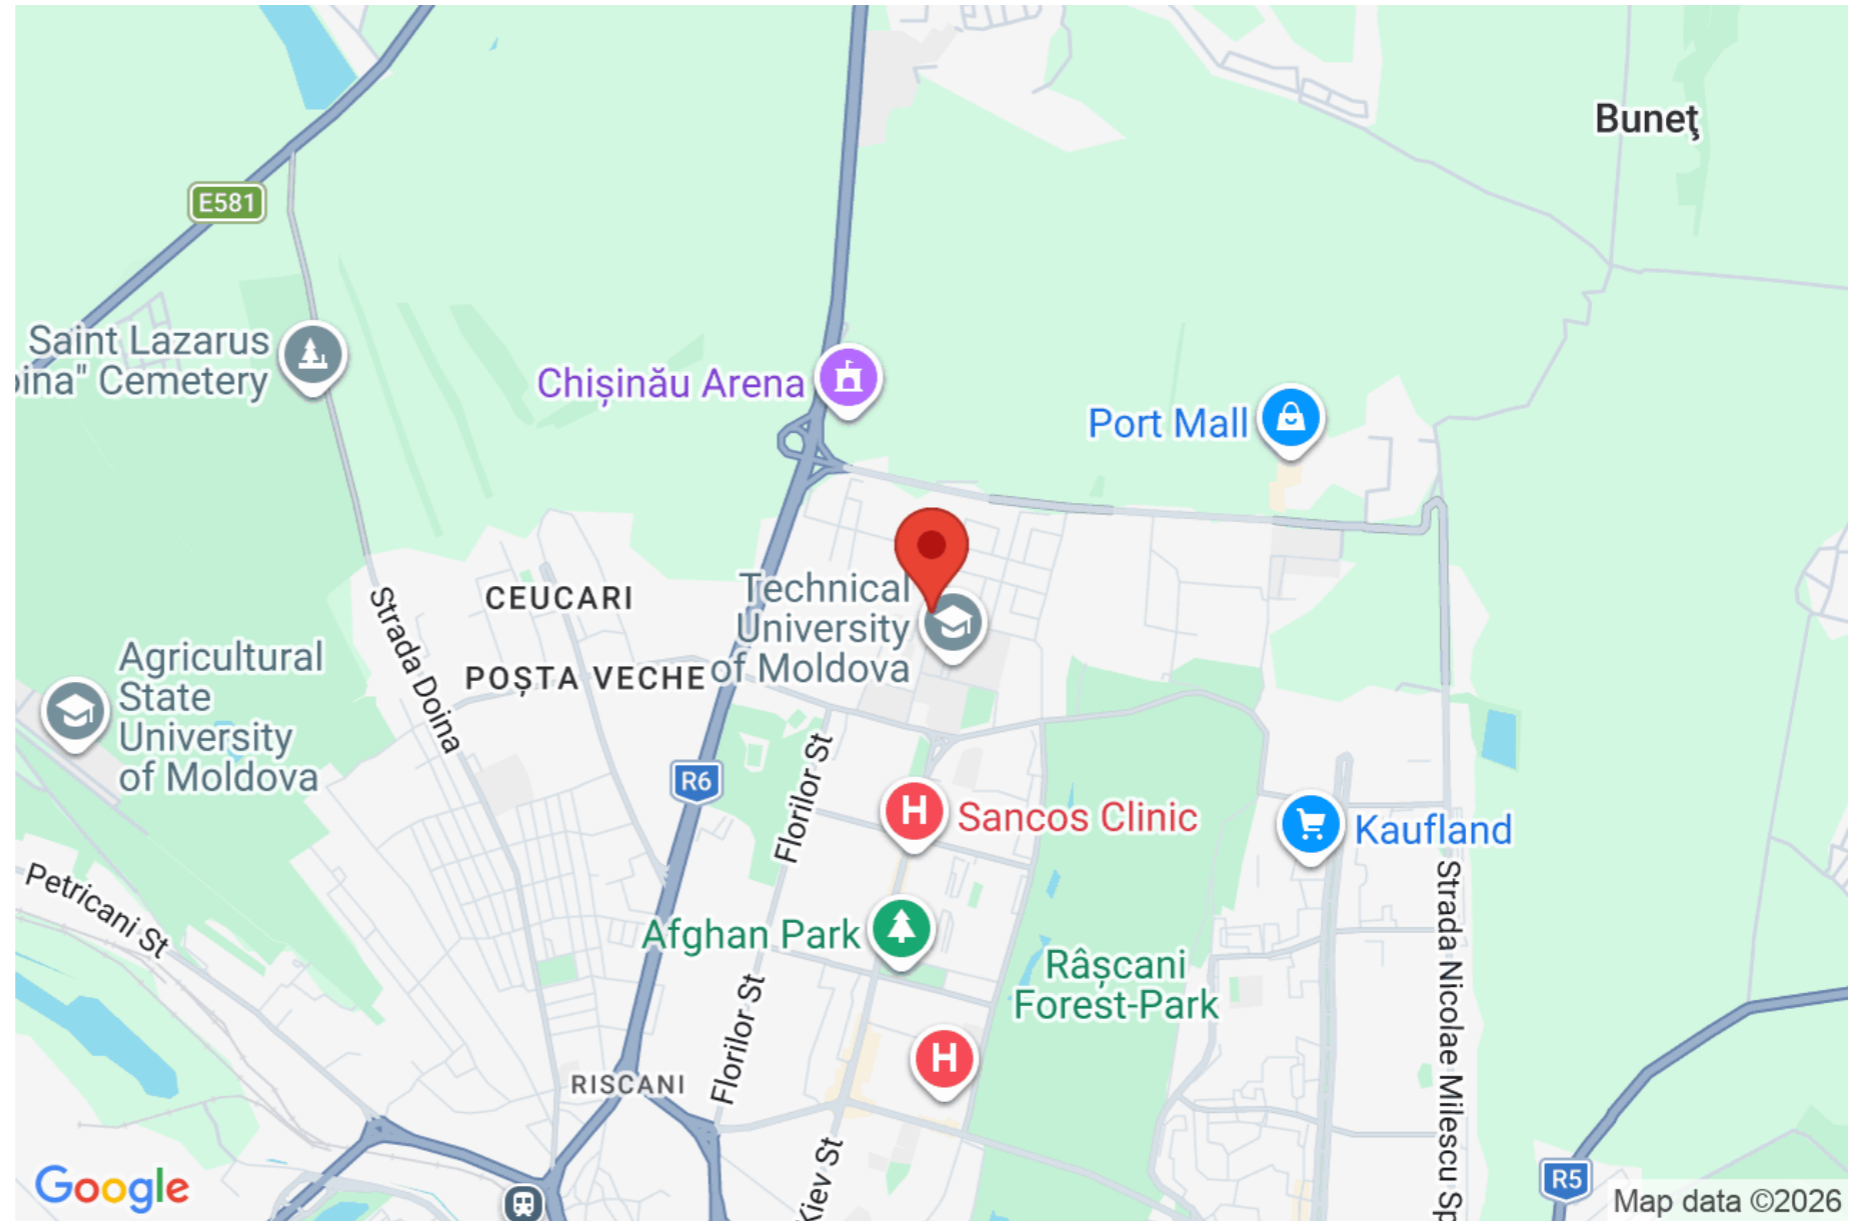 Buneţ
E581
Saint Lazarus
oina" Cemetery
Chișinău Arena
Port Mall
CEUCARI
Technical
University
of Moldova
POȘTA VECHE
Strada Doina
Agricultural
State
University
of Moldova
R6
Florilor St
H
Sancos Clinic
Kaufland
Petricani St
Afghan Park
Râșcani
Forest-Park
Strada Nicolae Milescu Sp
Florilor St
H
RISCANI
Kiev St
R5
Google
Map data ©2026